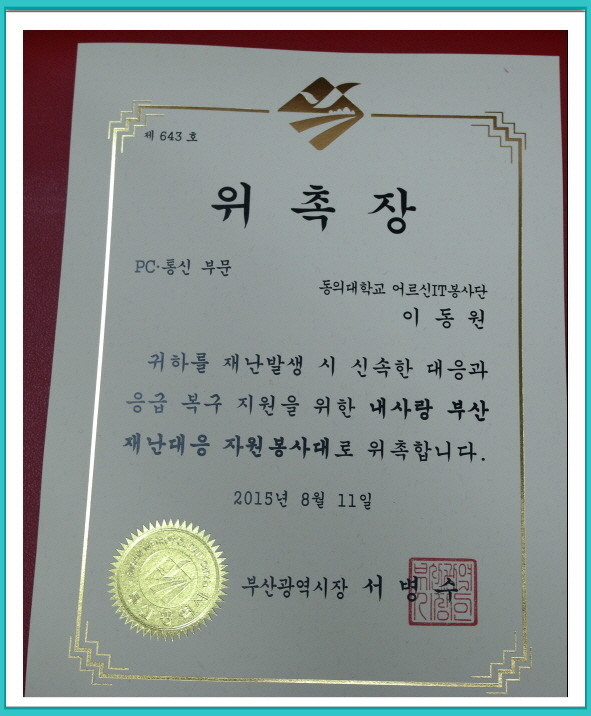 제 643 호
위 촉 장
PC·통신 부문
동의대학교 어르신IT봉사단
이 동 원
귀하를 재난발생 시 신속한 대응과
응급 복구 지원을 위한 내사랑 부산
재난대응 자원봉사대로 위촉합니다.
2015년 8월 11일
부산광역시장 서 병 수